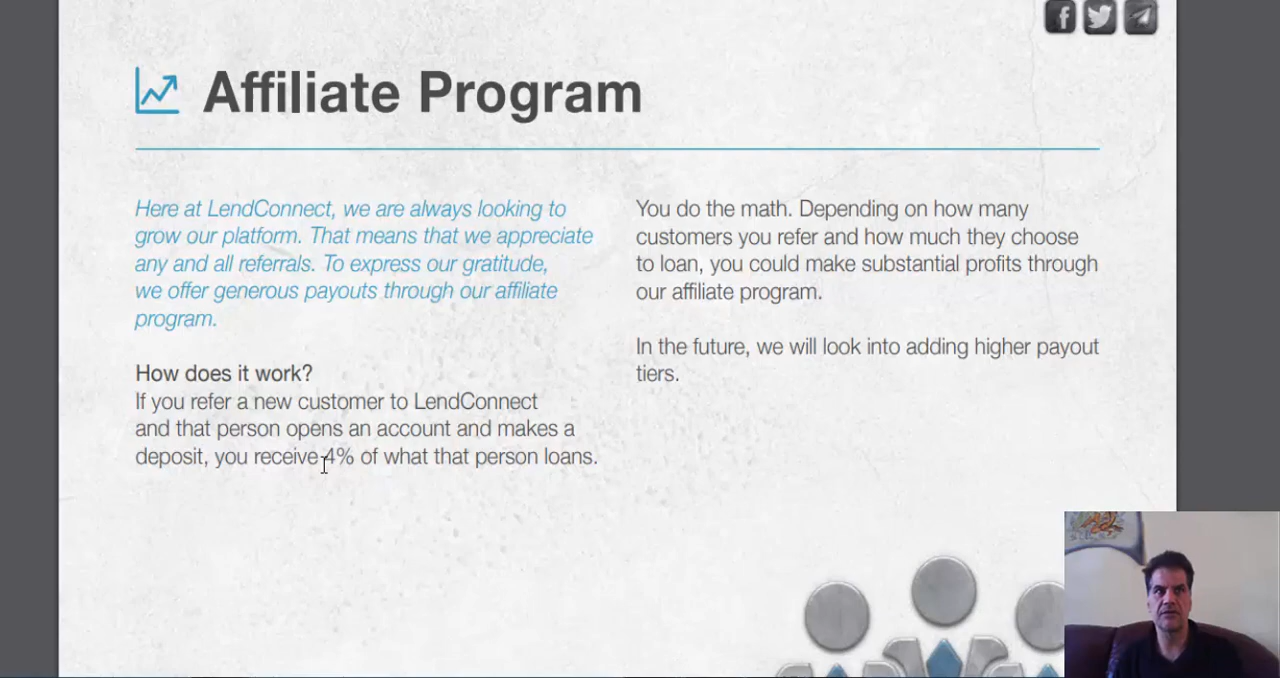 Affiliate Program
Here at LendConnect, we are always looking to
grow our platform. That means that we appreciate
any and all referrals. To express our gratitude,
we offer generous payouts through our affiliate
program.
How does it work?
If you refer a new customer to LendConnect
and that person opens an account and makes a
deposit, you receive 4% of what that person loans.
You do the math. Depending on how many
customers you refer and how much they choose
to loan, you could make substantial profits through
our affiliate program.
In the future, we will look into adding higher payout
tiers.